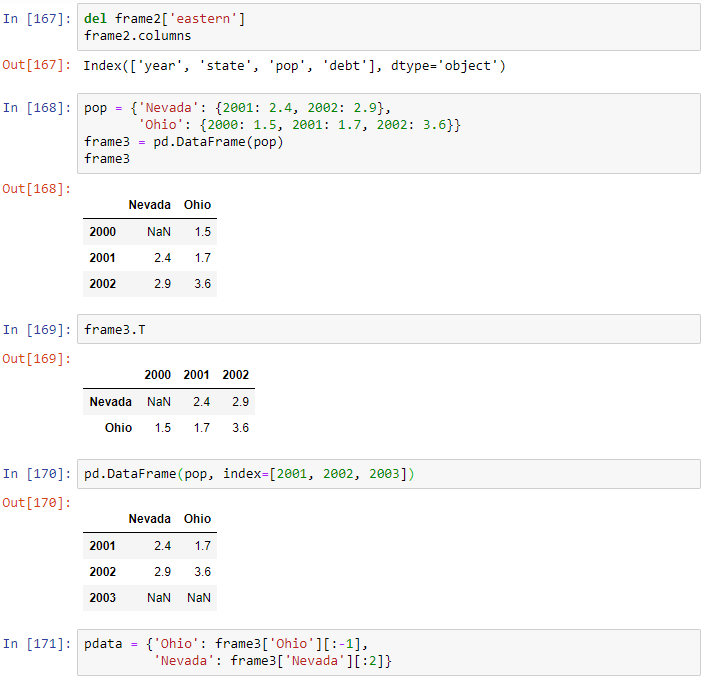 In [167]: del frame2['eastern']
frame2.columns
Out[167]: Index(['year', 'state', 'pop', 'debt'], dtype='object')
In [168]: pop = {'Nevada': {2001: 2.4, 2002: 2.9},
'Ohio': {2000: 1.5, 2001: 1.7, 2002: 3.6}}
frame3 = pd.DataFrame(pop)
frame3
Out[168]:
Nevada Ohio
2000 NaN 1.5
2001 2.4 1.7
2002 2.9 3.6
In [169]: frame3.T
Out[169]:
2000 2001 2002
Nevada NaN 2.4 2.9
Ohio 1.5 1.7 3.6
In [170]: pd.DataFrame(pop, index=[2001, 2002, 2003])
Out[170]:
Nevada Ohio
2001 2.4 1.7
2002 2.9 3.6
2003 NaN NaN
In [171]: pdata = {'Ohio': frame3['Ohio'][:-1],
'Nevada': frame3['Nevada'][:2]}